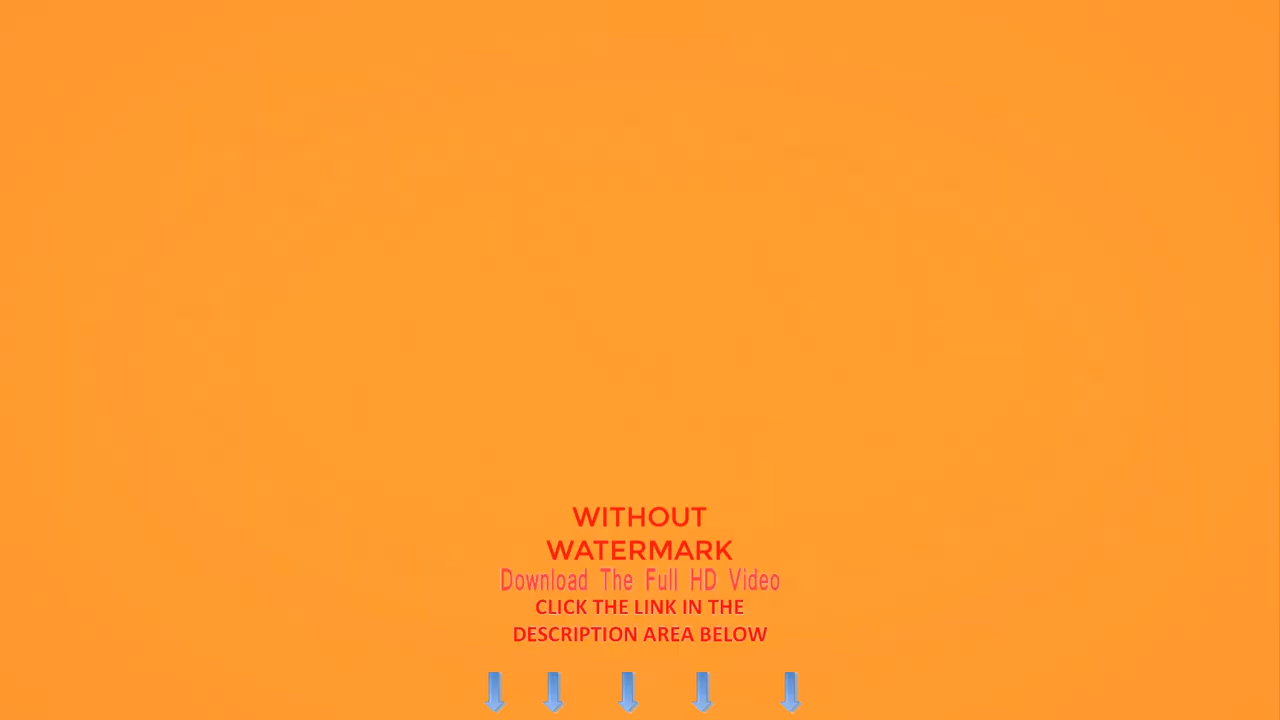 WITHOUT
WATERMARK
Download The Full HD Video
CLICK THE LINK IN THE
DESCRIPTION AREA BELOW